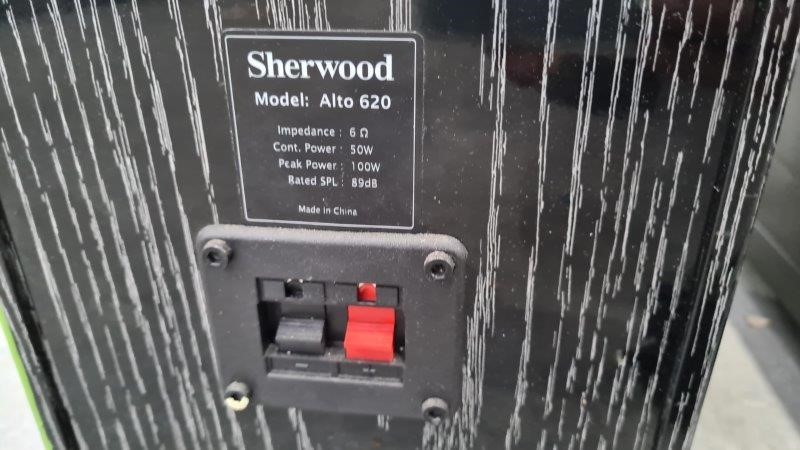 Sherwood
Model: Alto 620
Impedance : 6 Ω
Cont. Power : 50W
Peak Power : 100W
Rated SPL : 89dB
Made in China